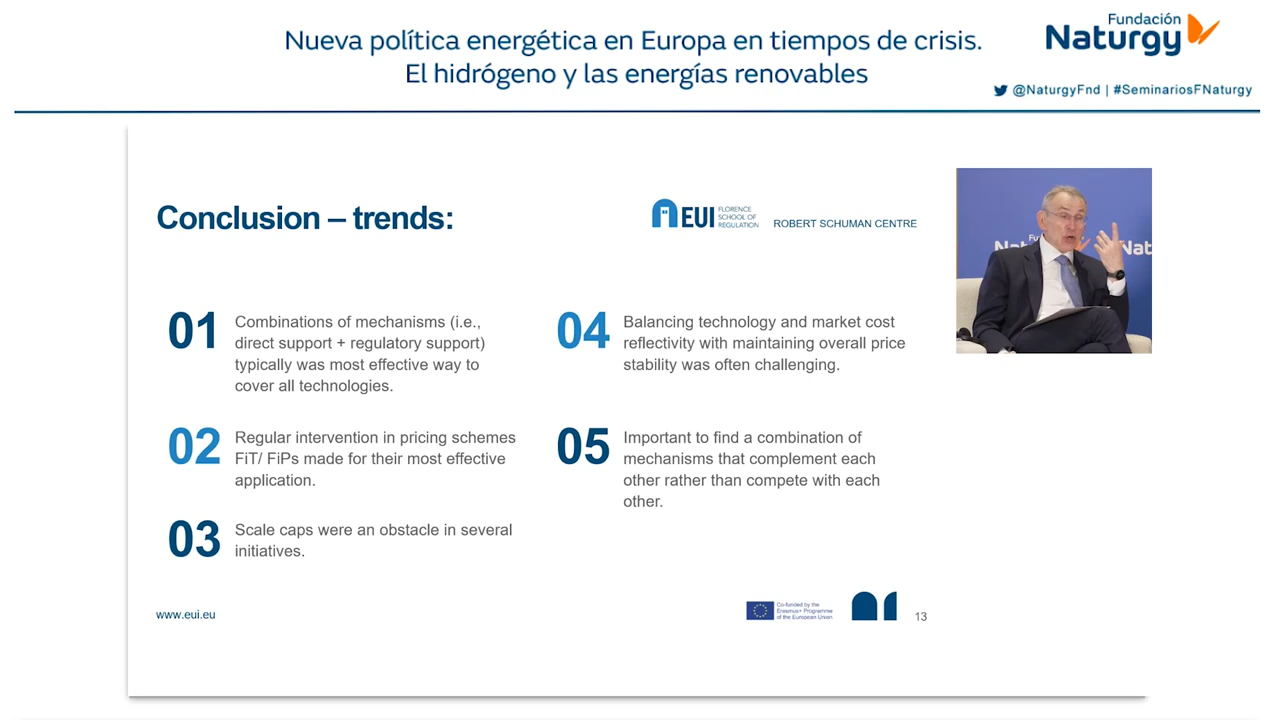 Nueva política energética en Europa en tiempos de crisis.
El hidrógeno y las energías renovables
Fundación
Naturgy
@NaturgyFnd | #SeminariosFNaturgy
Conclusion – trends:
EUI
FLORENCE
SCHOOL OF
REGULATION
ROBERT SCHUMAN CENTRE
01
Combinations of mechanisms (i.e.,
direct support + regulatory support)
typically was most effective way to
cover all technologies.
02
Regular intervention in pricing schemes
FiT/ FiPs made for their most effective
application.
03
Scale caps were an obstacle in several
initiatives.
04
Balancing technology and market cost
reflectivity with maintaining overall price
stability was often challenging.
05
Important to find a combination of
mechanisms that complement each
other rather than compete with each
other.
www.eui.eu
Co-funded by the
Erasmus+ Programme
of the European Union
13
Nat